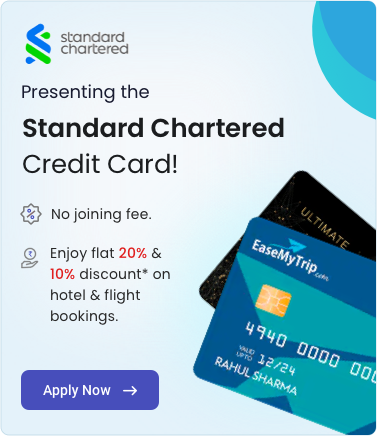 standard
chartered
Presenting the
Standard Chartered
Credit Card!
No joining fee.
Enjoy flat 20% &
10% discount* on
hotel & flight
bookings.
ULTIMATE
EaseMyTrip.com
4940 0000 000
VALID
UPTO 12/24
RAHUL SHARMA
Apply Now →